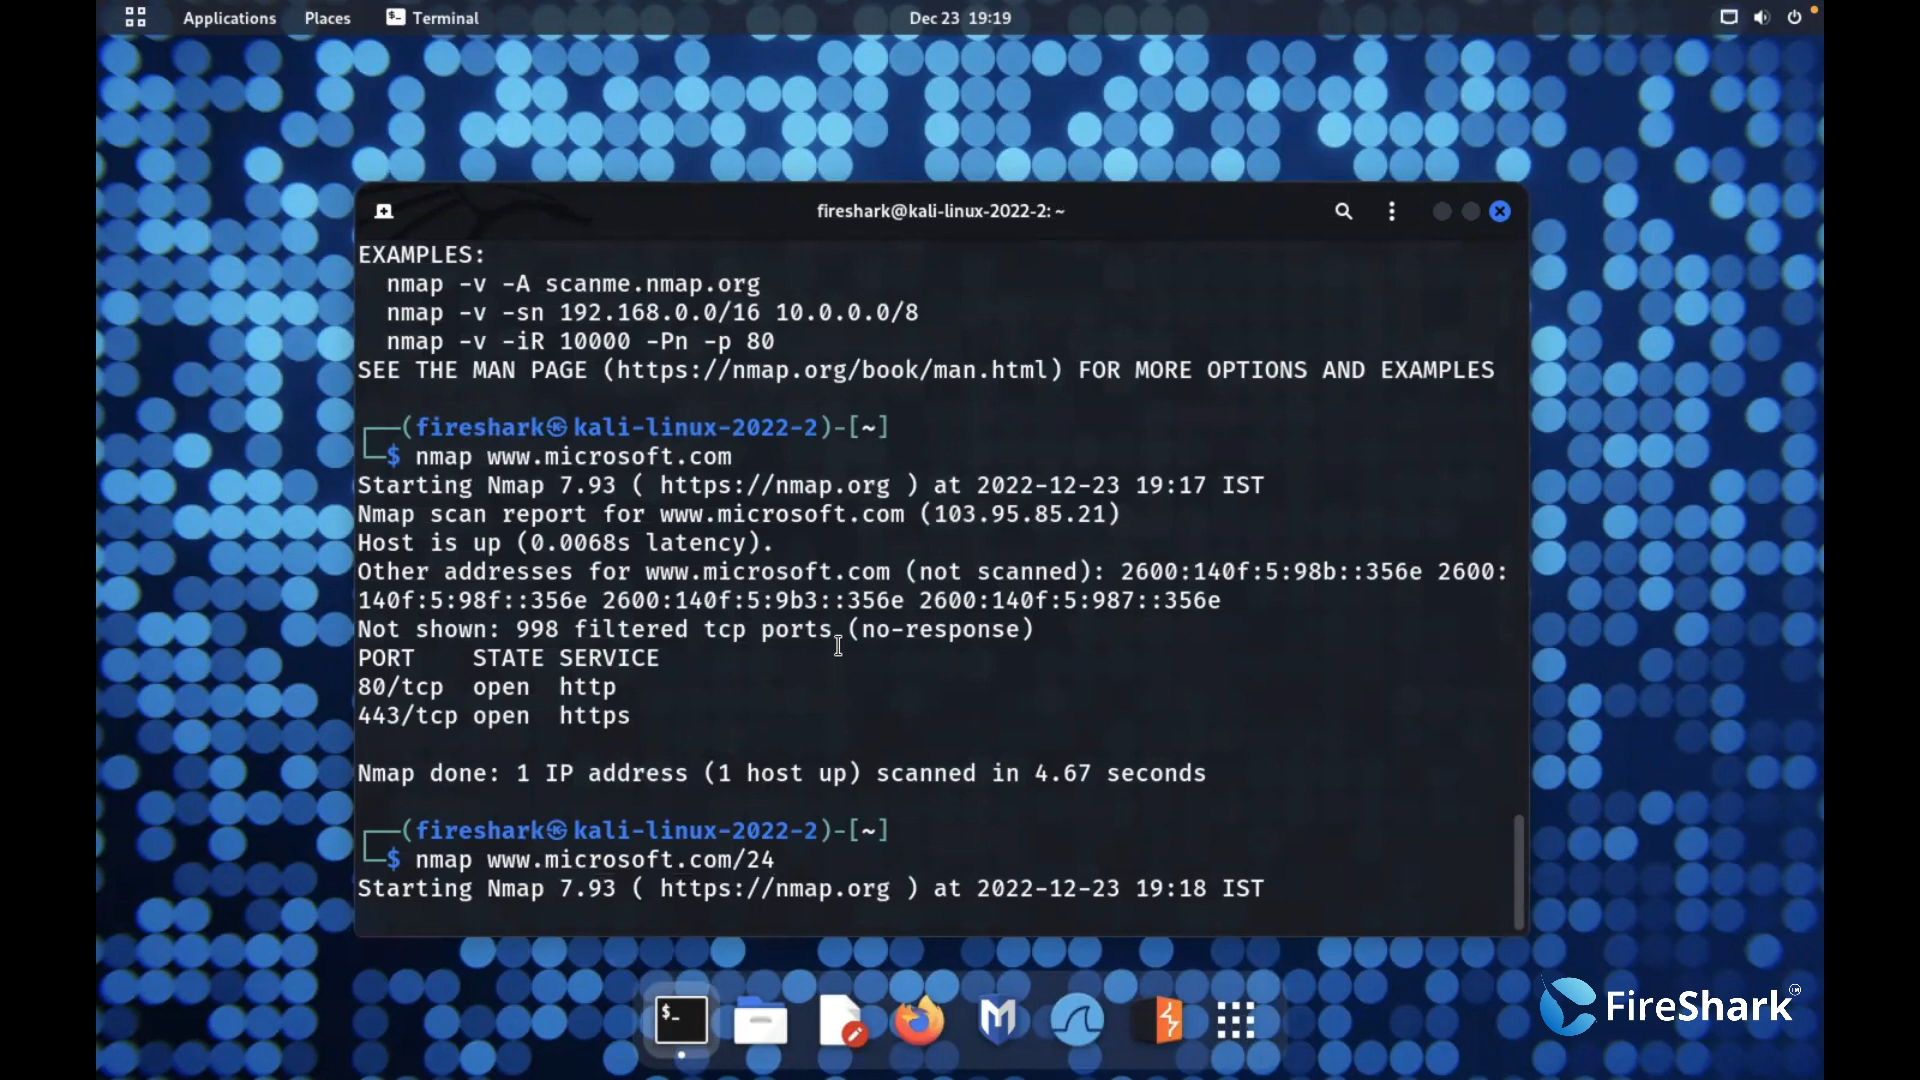 Applications Places Terminal Dec 23 19:19
fireshark@kali-linux-2022-2: ~
EXAMPLES:
nmap -v -A scanme.nmap.org
nmap -v -sn 192.168.0.0/16 10.0.0.0/8
nmap -v -iR 10000 -Pn -p 80
SEE THE MAN PAGE (https://nmap.org/book/man.html) FOR MORE OPTIONS AND EXAMPLES
┌──(fireshark㉿kali-linux-2022-2)-[~]
└─$ nmap www.microsoft.com
Starting Nmap 7.93 ( https://nmap.org ) at 2022-12-23 19:17 IST
Nmap scan report for www.microsoft.com (103.95.85.21)
Host is up (0.0068s latency).
Other addresses for www.microsoft.com (not scanned): 2600:140f:5:98b::356e 2600:
140f:5:98f::356e 2600:140f:5:9b3::356e 2600:140f:5:987::356e
Not shown: 998 filtered tcp ports (no-response)
PORT    STATE SERVICE
80/tcp  open  http
443/tcp open  https
Nmap done: 1 IP address (1 host up) scanned in 4.67 seconds
┌──(fireshark㉿kali-linux-2022-2)-[~]
└─$ nmap www.microsoft.com/24
Starting Nmap 7.93 ( https://nmap.org ) at 2022-12-23 19:18 IST
$_
FireShark™